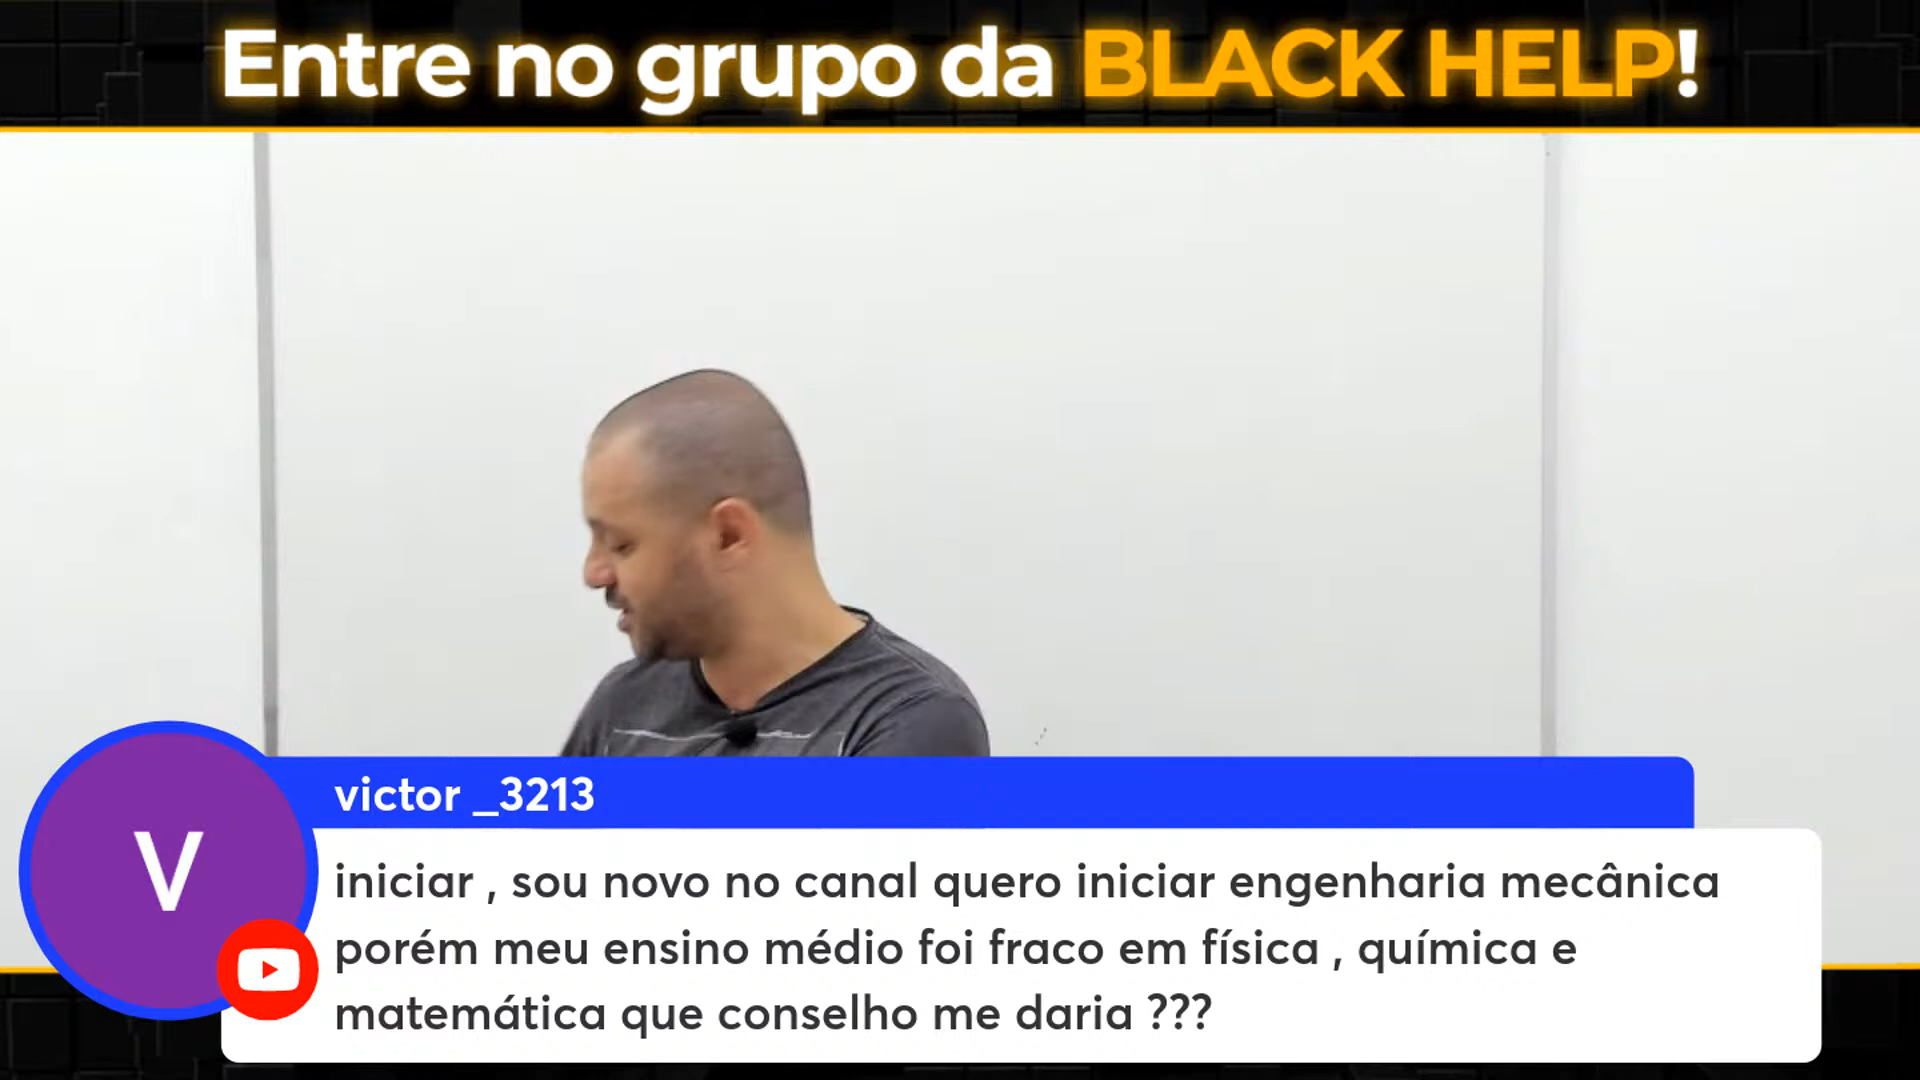 Entre no grupo da BLACK HELP!
victor _3213
V
iniciar , sou novo no canal quero iniciar engenharia mecânica
porém meu ensino médio foi fraco em física , química e
matemática que conselho me daria ???